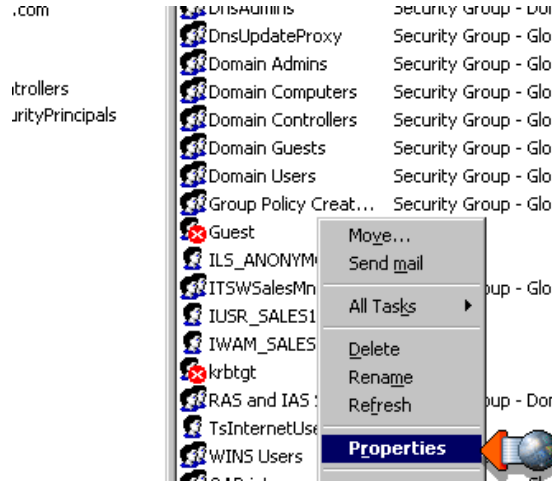 .com
DnsAdmins Security Group - Dom
DnsUpdateProxy Security Group - Glo
Domain Admins Security Group - Glo
ntrollers Domain Computers Security Group - Glo
urityPrincipals Domain Controllers Security Group - Glo
Domain Guests Security Group - Glo
Domain Users Security Group - Glo
Group Policy Creat... Security Group - Glo
Guest
Move...
ILS_ANONYM
Send mail
ITSWSalesMn
oup - Glo
All Tasks
IUSR_SALES1
IWAM_SALES
Delete
krbtgt
Rename
RAS and IAS
oup - Dom
Refresh
TsInternetUse
WINS Users
Properties